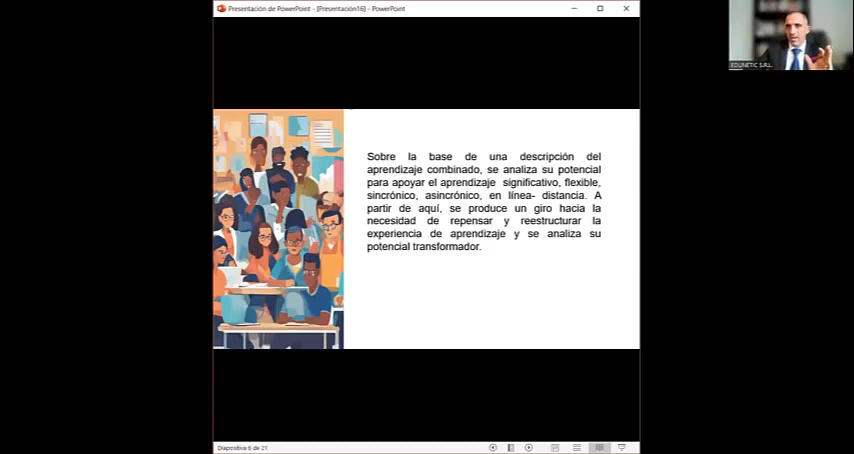 Presentación de PowerPoint - [Presentación16] - PowerPoint
EDUNETIC S.R.L.
Sobre la base de una descripción del
aprendizaje combinado, se analiza su potencial
para apoyar el aprendizaje significativo, flexible,
sincrónico, asincrónico, en línea- distancia. A
partir de aquí, se produce un giro hacia la
necesidad de repensar y reestructurar la
experiencia de aprendizaje y se analiza su
potencial transformador.
Diapositiva 6 de 21